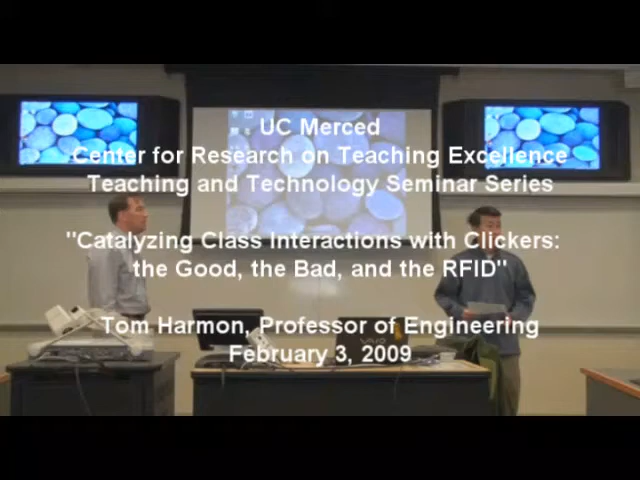 UC Merced
Center for Research on Teaching Excellence
Teaching and Technology Seminar Series
"Catalyzing Class Interactions with Clickers:
the Good, the Bad, and the RFID"
Tom Harmon, Professor of Engineering
VAIO
February 3, 2009